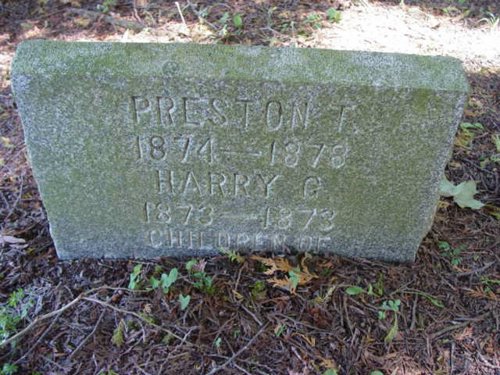 PRESTON T.
1874—1878
HARRY G
1873—1873
CHILDREN OF